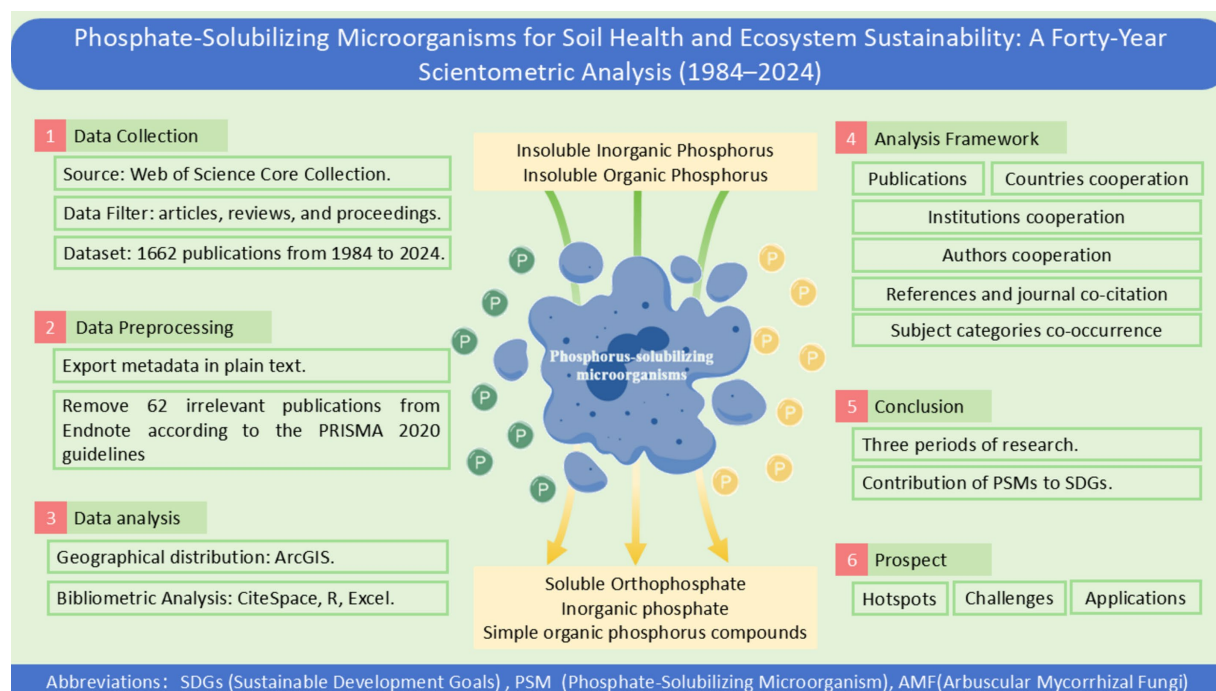 Phosphate-Solubilizing Microorganisms for Soil Health and Ecosystem Sustainability: A Forty-Year
Scientometric Analysis (1984–2024)
1 Data Collection
Source: Web of Science Core Collection.
Data Filter: articles, reviews, and proceedings.
Dataset: 1662 publications from 1984 to 2024.
2 Data Preprocessing
Export metadata in plain text.
Remove 62 irrelevant publications from
Endnote according to the PRISMA 2020
guidelines
3 Data analysis
Geographical distribution: ArcGIS.
Bibliometric Analysis: CiteSpace, R, Excel.
Insoluble Inorganic Phosphorus
Insoluble Organic Phosphorus
P
P
P
P
P
P
P
P
Phosphorus-solubilizing
microorganisms
P
P
P
P
P
P
P
P
Soluble Orthophosphate
Inorganic phosphate
Simple organic phosphorus compounds
4 Analysis Framework
Publications Countries cooperation
Institutions cooperation
Authors cooperation
References and journal co-citation
Subject categories co-occurrence
5 Conclusion
Three periods of research.
Contribution of PSMs to SDGs.
6 Prospect
Hotspots Challenges Applications
Abbreviations: SDGs (Sustainable Development Goals) , PSM (Phosphate-Solubilizing Microorganism), AMF(Arbuscular Mycorrhizal Fungi)